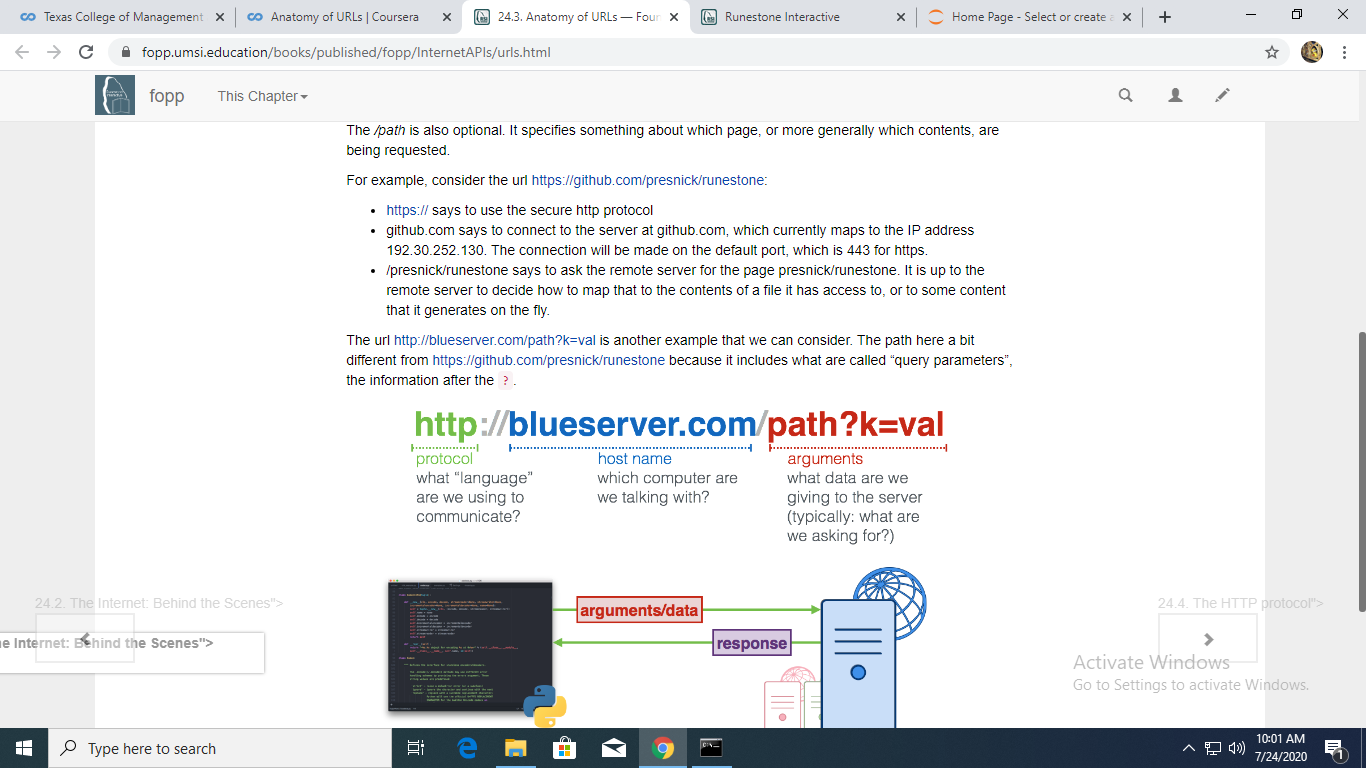 Texas College of Management
Anatomy of URLs | Coursera
24.3. Anatomy of URLs — Four
Runestone Interactive
Home Page - Select or create a
fopp.umsi.education/books/published/fopp/InternetAPIs/urls.html
fopp
This Chapter
The /path is also optional. It specifies something about which page, or more generally which contents, are
being requested.
For example, consider the url https://github.com/presnick/runestone:
• https:// says to use the secure http protocol
• github.com says to connect to the server at github.com, which currently maps to the IP address
192.30.252.130. The connection will be made on the default port, which is 443 for https.
• /presnick/runestone says to ask the remote server for the page presnick/runestone. It is up to the
remote server to decide how to map that to the contents of a file it has access to, or to some content
that it generates on the fly.
The url http://blueserver.com/path?k=val is another example that we can consider. The path here a bit
different from https://github.com/presnick/runestone because it includes what are called “query parameters”,
the information after the ? .
http://blueserver.com/path?k=val
protocol
what “language”
are we using to
communicate?
host name
which computer are
we talking with?
arguments
what data are we
giving to the server
(typically: what are
we asking for?)
arguments/data
response
24.2. The Internet: Behind the Scenes">
he Internet: Behind the Scenes">
The HTTP protocol">
Activate Windows
Go to Settings to activate Windows.
Type here to search
10:01 AM
7/24/2020
1